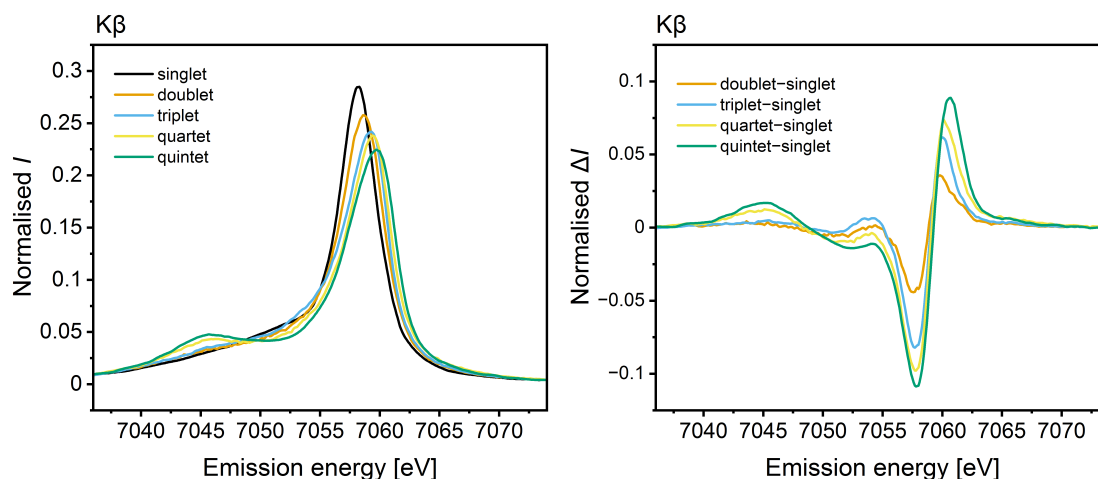 Kβ
Normalised I
0.3
0.25
0.2
0.15
0.1
0.05
0
singlet
doublet
triplet
quartet
quintet
7040 7045 7050 7055 7060 7065 7070
Emission energy [eV]
Kβ
Normalised ΔI
0.1
0.05
0
−0.05
−0.1
doublet−singlet
triplet−singlet
quartet−singlet
quintet−singlet
7040 7045 7050 7055 7060 7065 7070
Emission energy [eV]